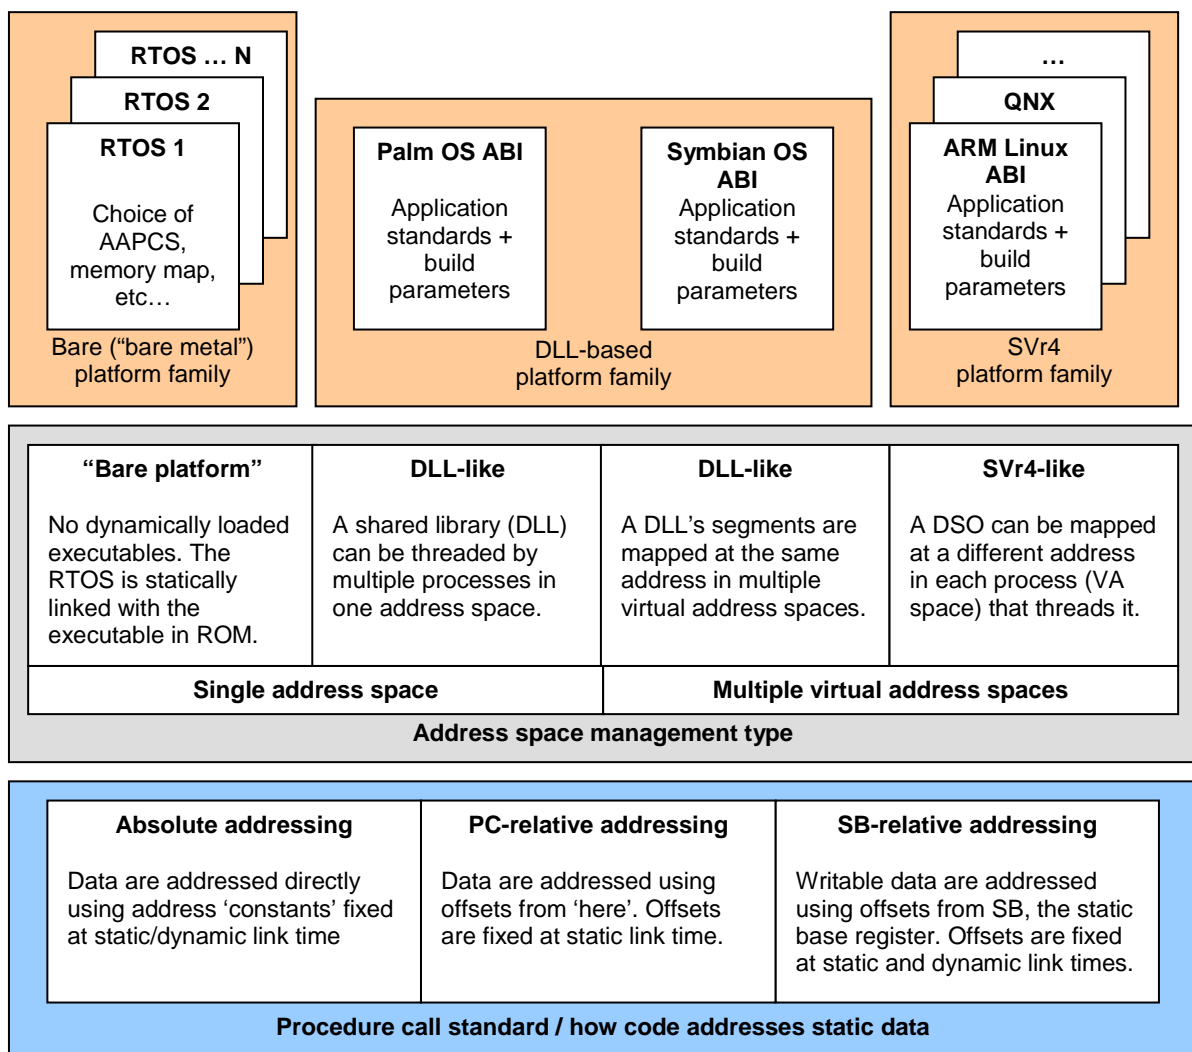 RTOS … N
RTOS 2
RTOS 1
Choice of
AAPCS,
memory map,
etc…
Bare (“bare metal”)
platform family
Palm OS ABI
Application
standards +
build
parameters
Symbian OS
ABI
Application
standards +
build
parameters
DLL-based
platform family
…
QNX
ARM Linux
ABI
Application
standards +
build
parameters
SVr4
platform family
“Bare platform”
No dynamically loaded
executables. The
RTOS is statically
linked with the
executable in ROM.
DLL-like
A shared library (DLL)
can be threaded by
multiple processes in
one address space.
DLL-like
A DLL’s segments are
mapped at the same
address in multiple
virtual address spaces.
SVr4-like
A DSO can be mapped
at a different address
in each process (VA
space) that threads it.
Single address space
Multiple virtual address spaces
Address space management type
Absolute addressing
Data are addressed directly
using address ‘constants’ fixed
at static/dynamic link time
PC-relative addressing
Data are addressed using
offsets from ‘here’. Offsets
are fixed at static link time.
SB-relative addressing
Writable data are addressed
using offsets from SB, the static
base register. Offsets are fixed
at static and dynamic link times.
Procedure call standard / how code addresses static data